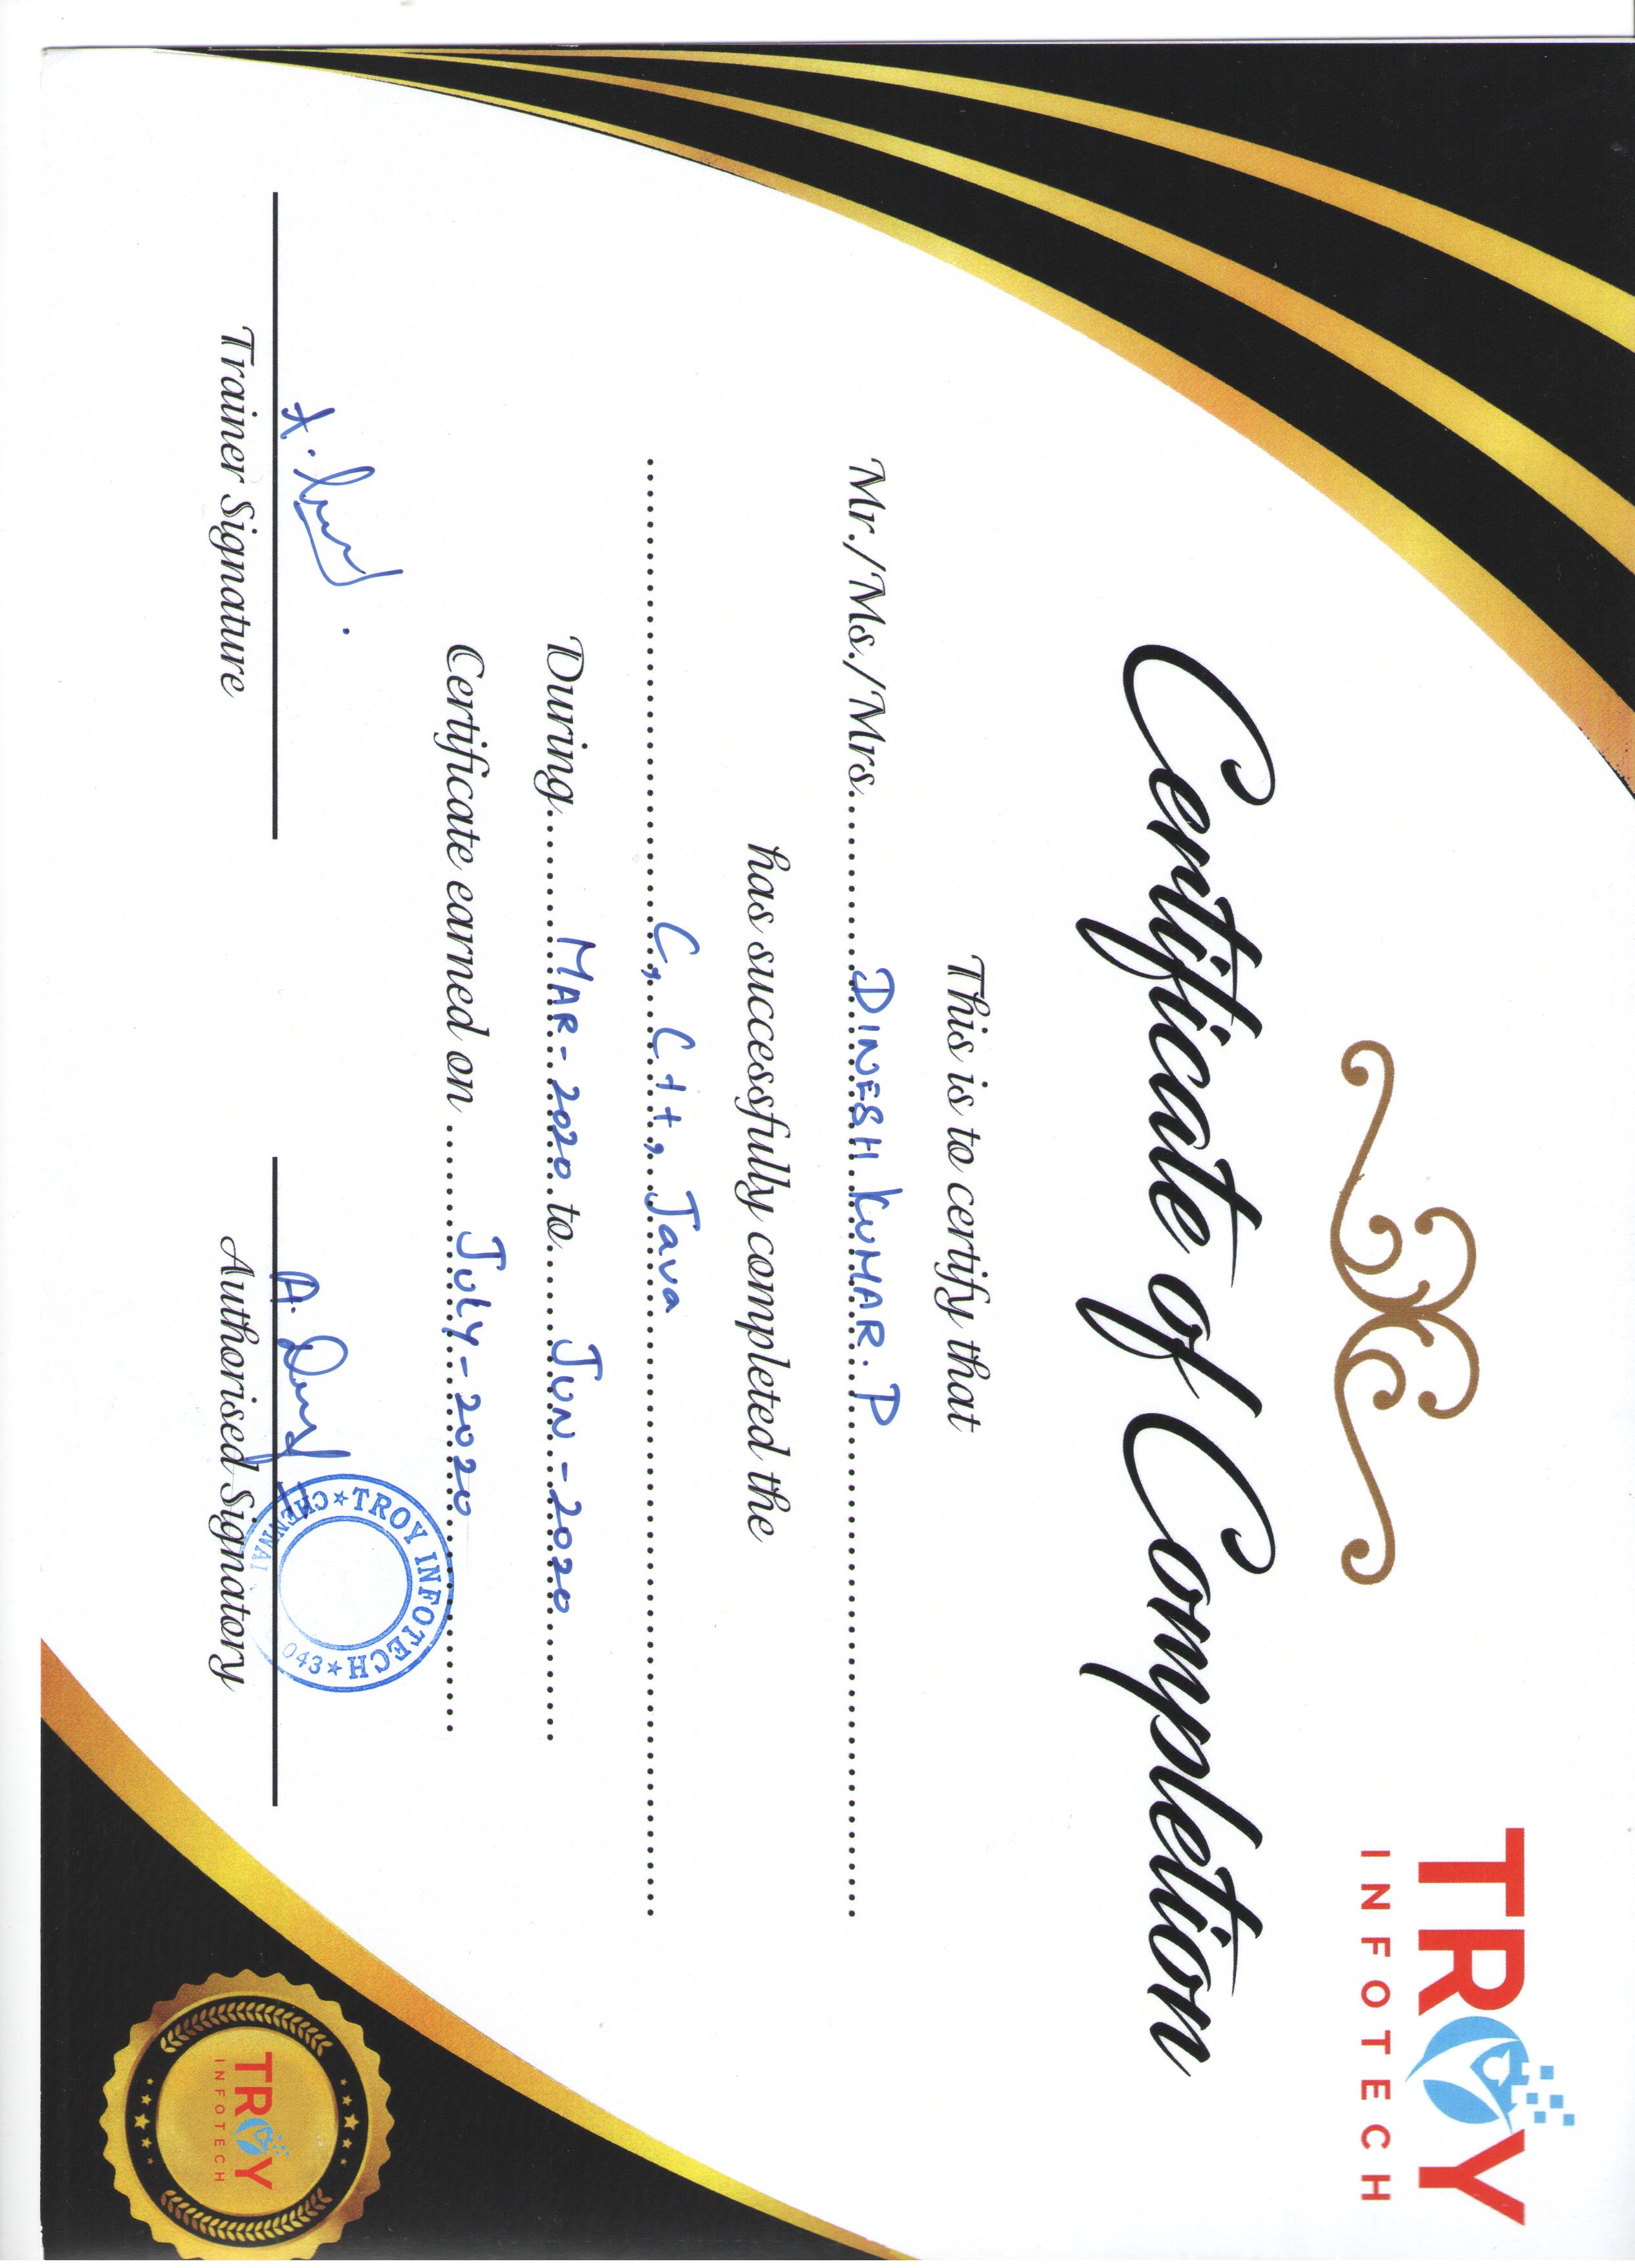 TROY
INFOTECH
Certificate of Completion
This is to certify that
Mr./Ms./Mrs. DINESH KUMAR. P
has successfully completed the
C, C++, Java
During MAR-2020 to JUN-2020
Certificate earned on JULY-2020
Trainer Signature
Authorised Signatory
TROY INFOTECH
CHENNAI
043
TROY
INFOTECH